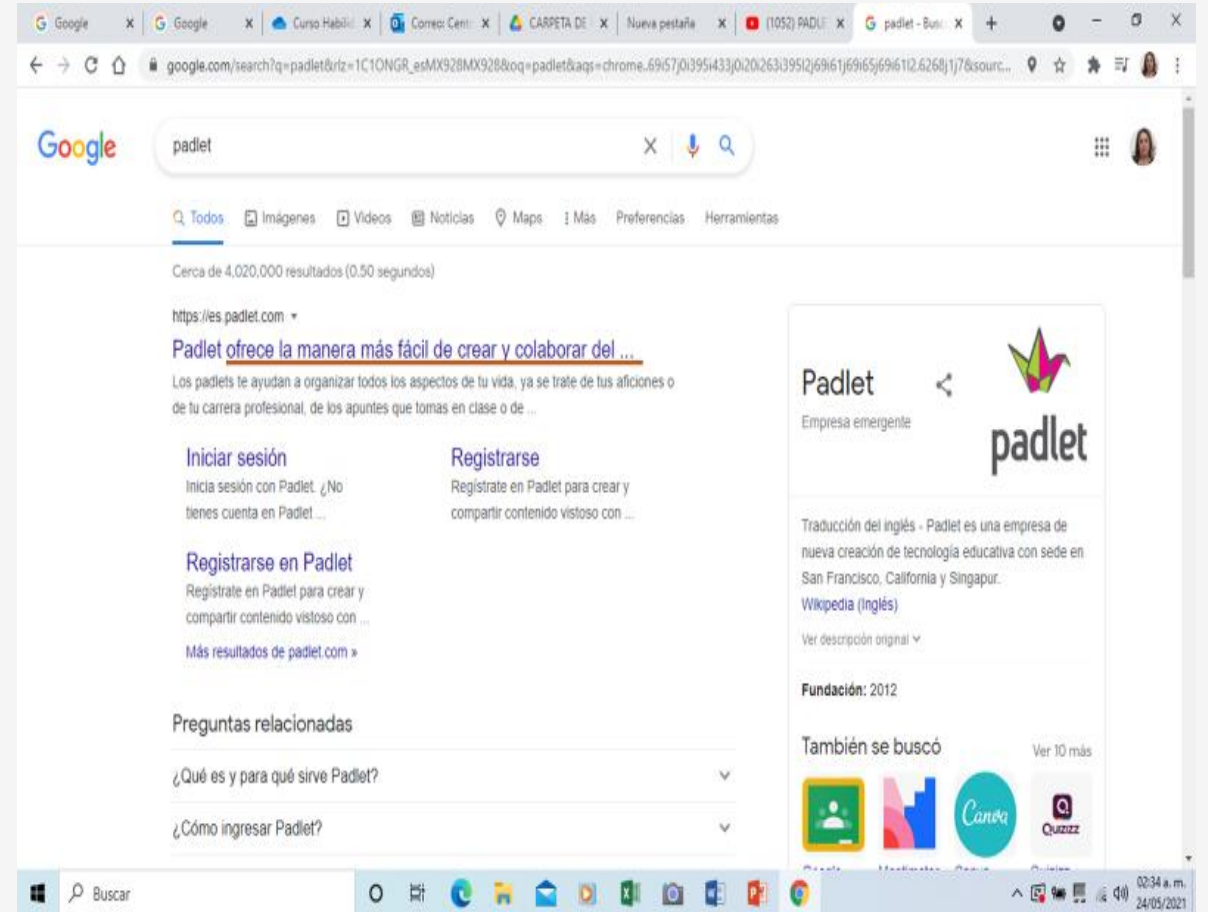 Google
Google
Curso Habilid
Correo: Centr
CARPETA DE
Nueva pestaña
(1052) PADLE
padlet - Busc
google.com/search?q=padlet&rlz=1C1ONGR_esMX928MX928&oq=padlet&aqs=chrome..69i57j0i395i433j0i20i263i395l2j69i61j69i65j69i61l2.6268j1j7&sourc...
Google
padlet
Todos Imágenes Videos Noticias Maps Más Preferencias Herramientas
Cerca de 4,020,000 resultados (0.50 segundos)
https://es.padlet.com
Padlet ofrece la manera más fácil de crear y colaborar del ...
Los padlets te ayudan a organizar todos los aspectos de tu vida, ya se trate de tus aficiones o
de tu carrera profesional, de los apuntes que tomas en clase o de ...
Iniciar sesión
Inicia sesión con Padlet. ¿No
tienes cuenta en Padlet ...
Registrarse
Regístrate en Padlet para crear y
compartir contenido vistoso con ...
Registrarse en Padlet
Regístrate en Padlet para crear y
compartir contenido vistoso con ...
Más resultados de padlet.com »
Preguntas relacionadas
¿Qué es y para qué sirve Padlet?
¿Cómo ingresar Padlet?
Padlet
Empresa emergente
padlet
Traducción del inglés - Padlet es una empresa de
nueva creación de tecnología educativa con sede en
San Francisco, California y Singapur.
Wikipedia (Inglés)
Ver descripción original
Fundación: 2012
También se buscó
Ver 10 más
Canva
Quizizz
Buscar
02:34 a. m.
24/05/2021